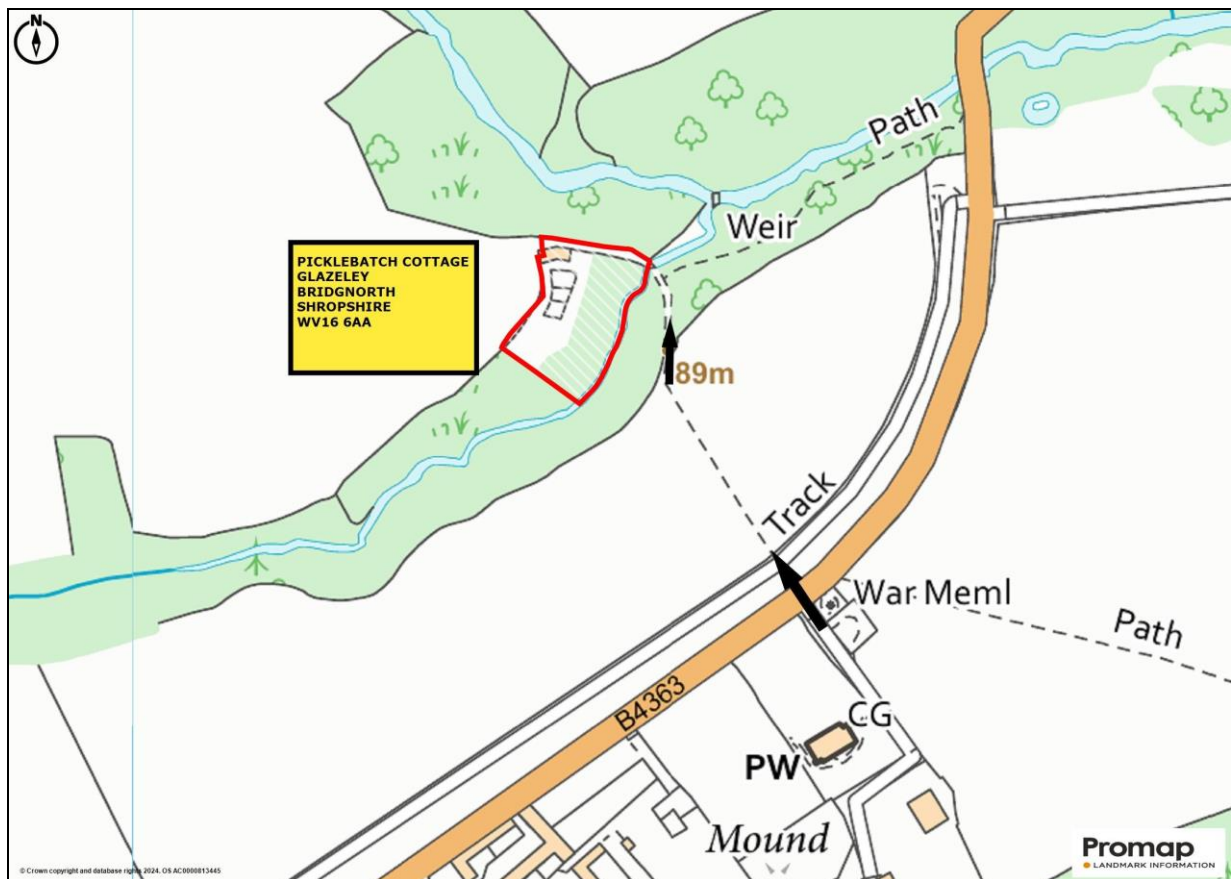 N
Path
Weir
PICKLEBATCH COTTAGE
GLAZELEY
BRIDGNORTH
SHROPSHIRE
WV16 6AA
89m
Track
War Meml
Path
B4363
CG
PW
Mound
Promap
LANDMARK INFORMATION
© Crown copyright and database rights 2024. OS AC0000813445